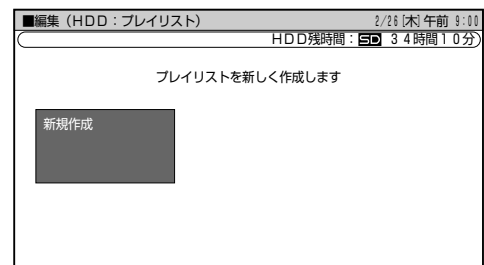 ■編集（HDD：プレイリスト） 2/26[木]午前 9:00
HDD残時間：SD 34時間10分
プレイリストを新しく作成します
新規作成